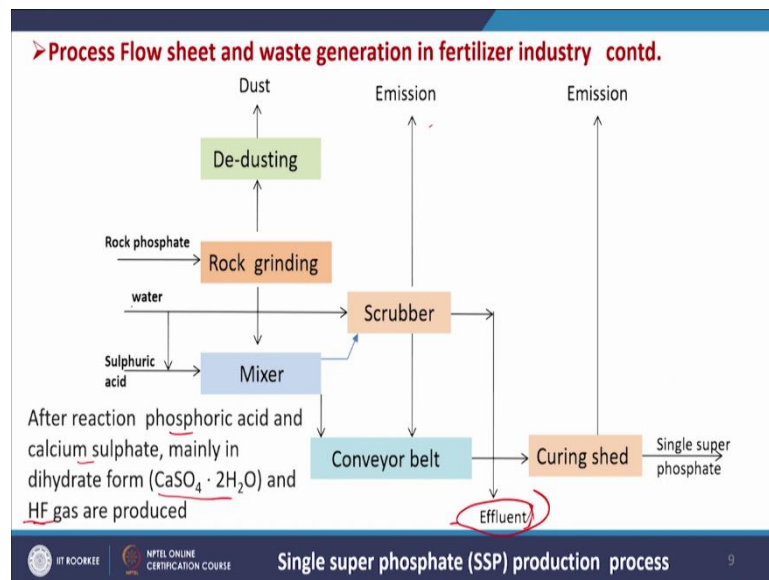 ➢Process Flow sheet and waste generation in fertilizer industry contd.
Dust
Emission
Emission
De-dusting
Rock phosphate
Rock grinding
water
Scrubber
Sulphuric
acid
Mixer
After reaction phosphoric acid and
calcium sulphate, mainly in
dihydrate form (CaSO4 · 2H2O) and
HF gas are produced
Conveyor belt
Curing shed
Single super
phosphate
Effluent
IIT ROORKEE
NPTEL ONLINE
CERTIFICATION COURSE
Single super phosphate (SSP) production process
9